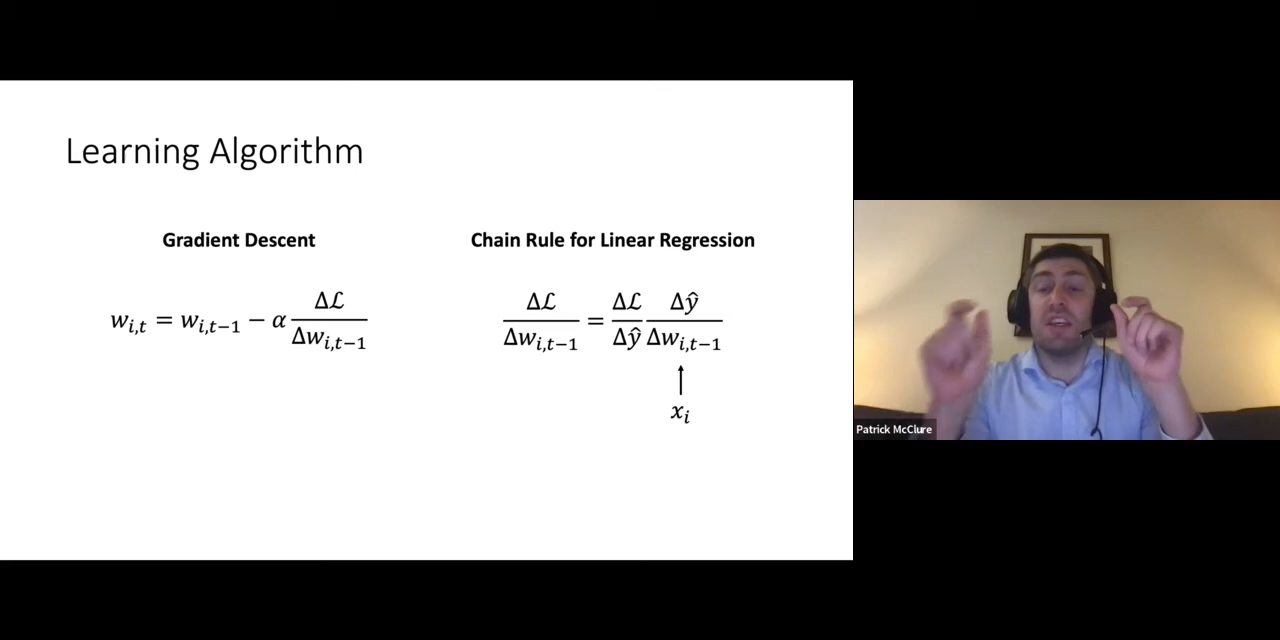 Learning Algorithm
Gradient Descent
w_{i,t} = w_{i,t−1} − α Δℒ/Δw_{i,t−1}
Chain Rule for Linear Regression
Δℒ/Δw_{i,t−1} = Δℒ/Δŷ Δŷ/Δw_{i,t−1}
x_i
Patrick McClure